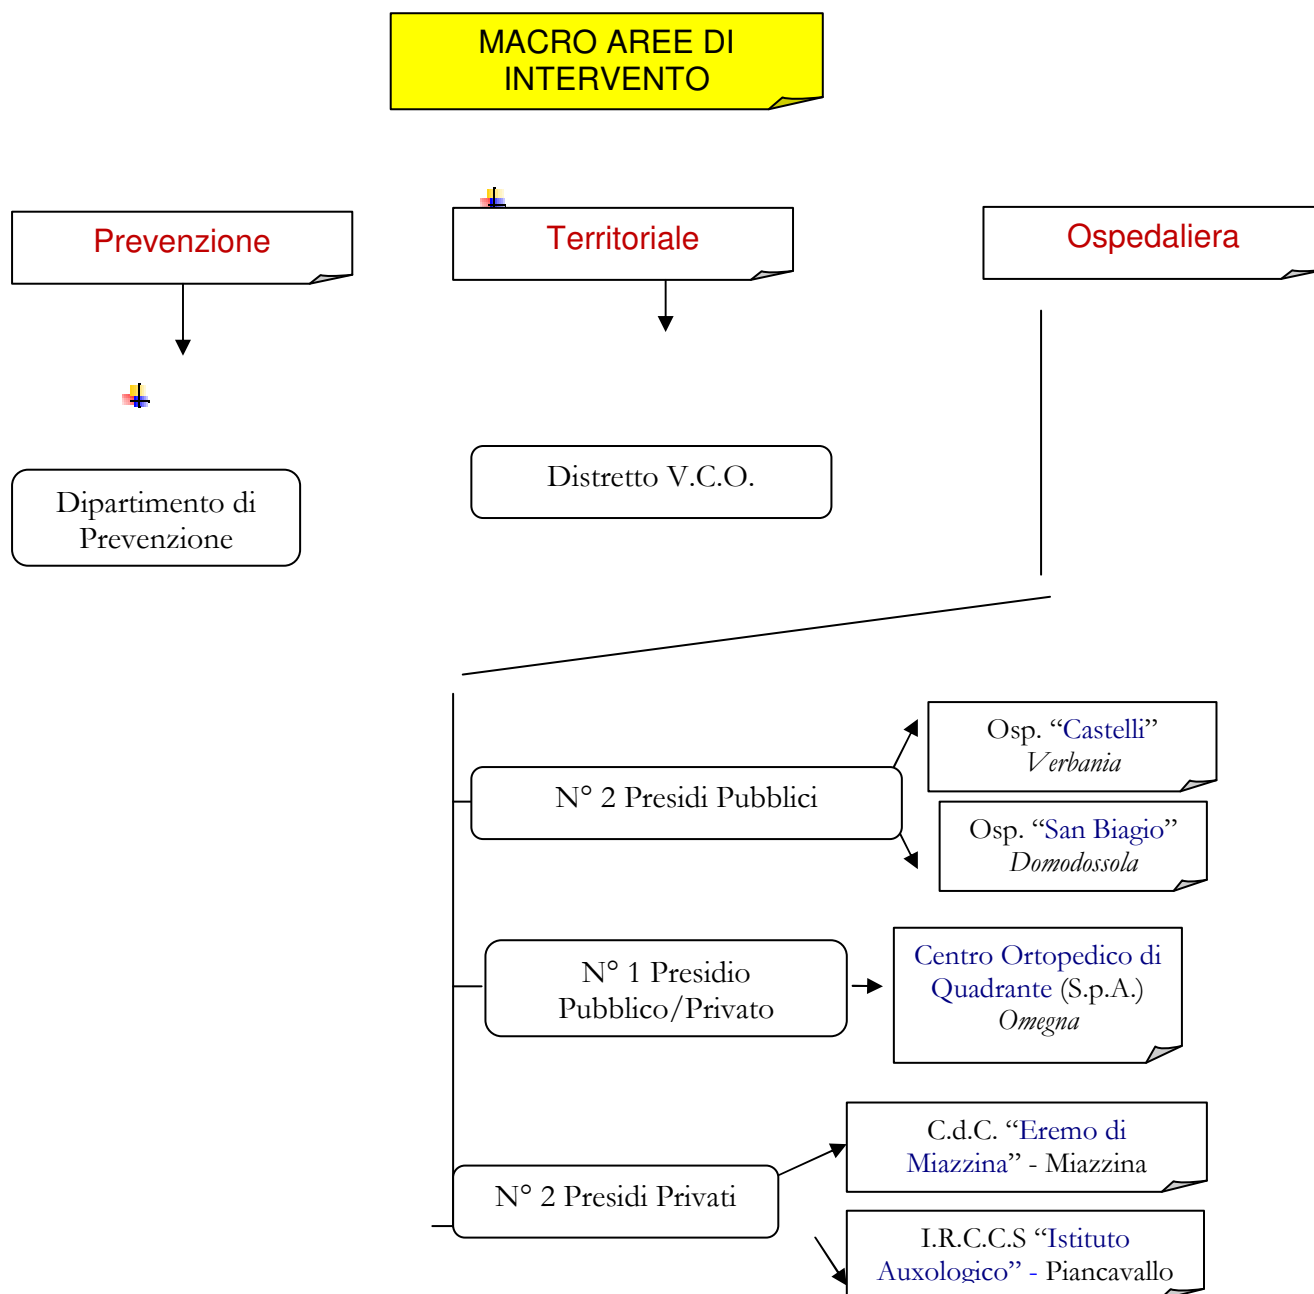 MACRO AREE DI
INTERVENTO
Prevenzione
Territoriale
Ospedaliera
Dipartimento di
Prevenzione
Distretto V.C.O.
N° 2 Presidi Pubblici
Osp. “Castelli”
Verbania
Osp. “San Biagio”
Domodossola
N° 1 Presidio
Pubblico/Privato
Centro Ortopedico di
Quadrante (S.p.A.)
Omegna
N° 2 Presidi Privati
C.d.C. “Eremo di
Miazzina” - Miazzina
I.R.C.C.S “Istituto
Auxologico” - Piancavallo